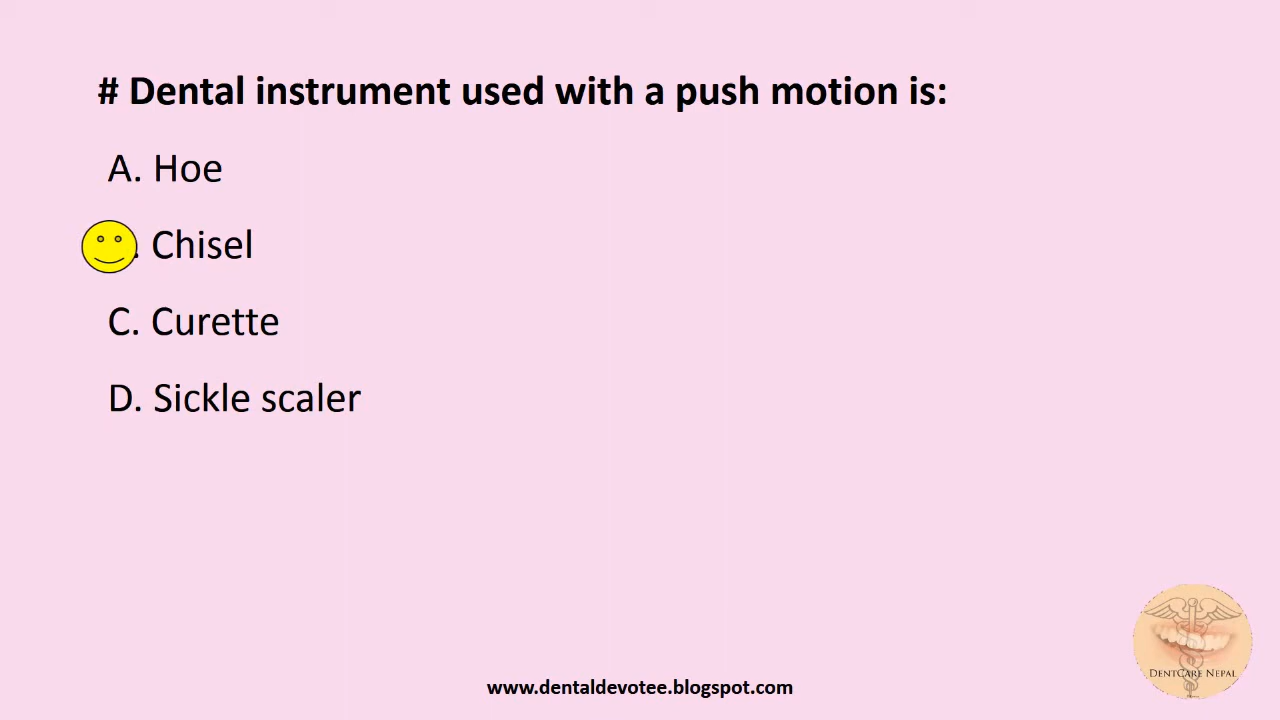 # Dental instrument used with a push motion is:
A. Hoe
. Chisel
C. Curette
D. Sickle scaler
DentCare Nepal
www.dentaldevotee.blogspot.com